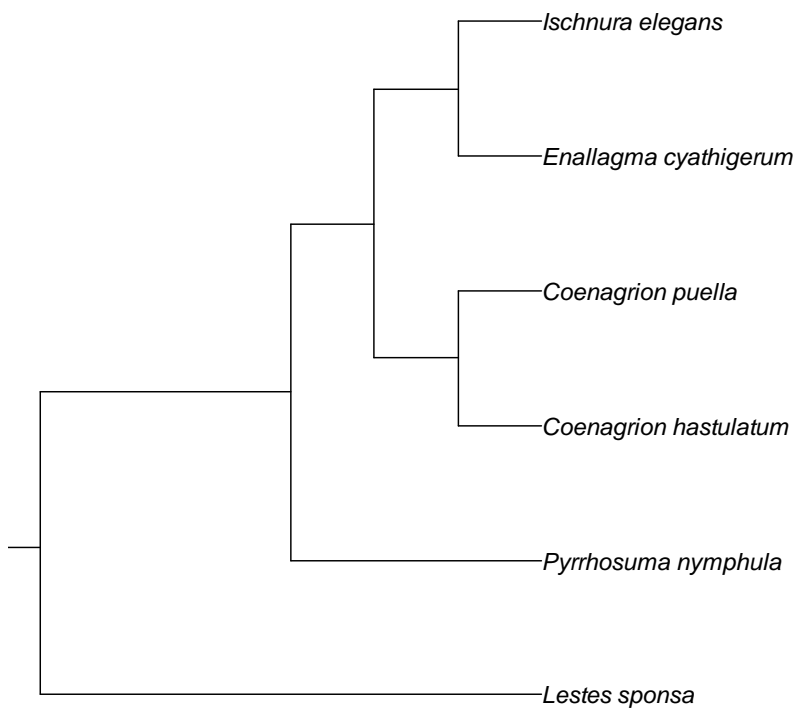 Ischnura elegans
Enallagma cyathigerum
Coenagrion puella
Coenagrion hastulatum
Pyrrhosuma nymphula
Lestes sponsa